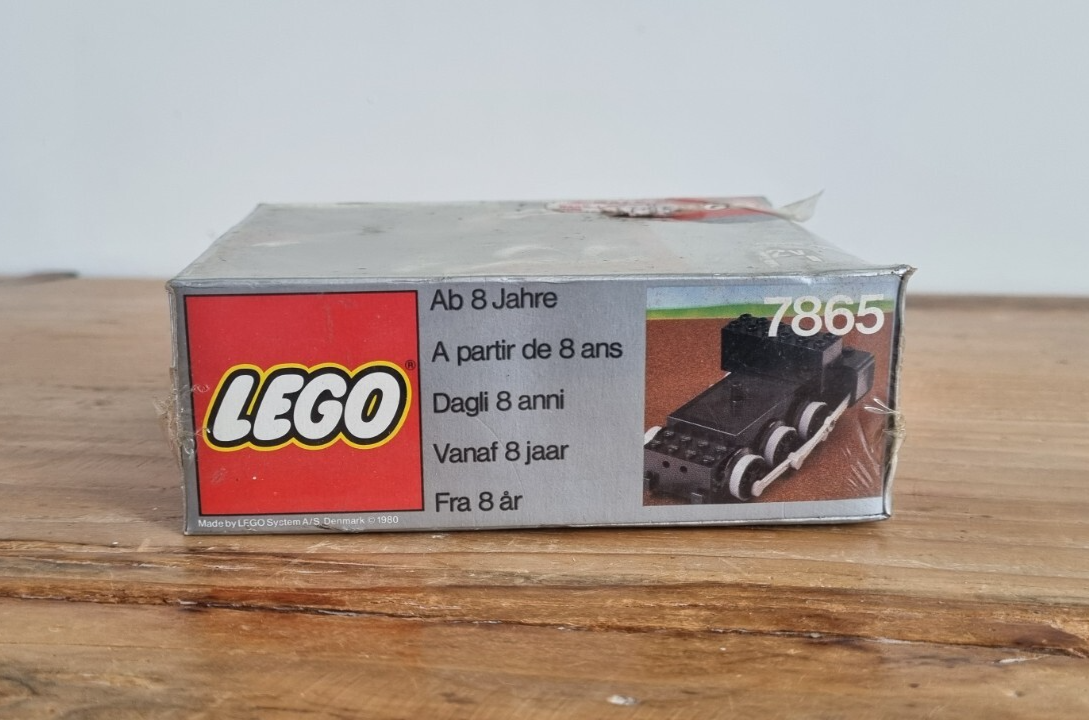 LEGO®
Ab 8 Jahre
A partir de 8 ans
Dagli 8 anni
Vanaf 8 jaar
Fra 8 år
7865
Made by LEGO System A/S Denmark © 1980